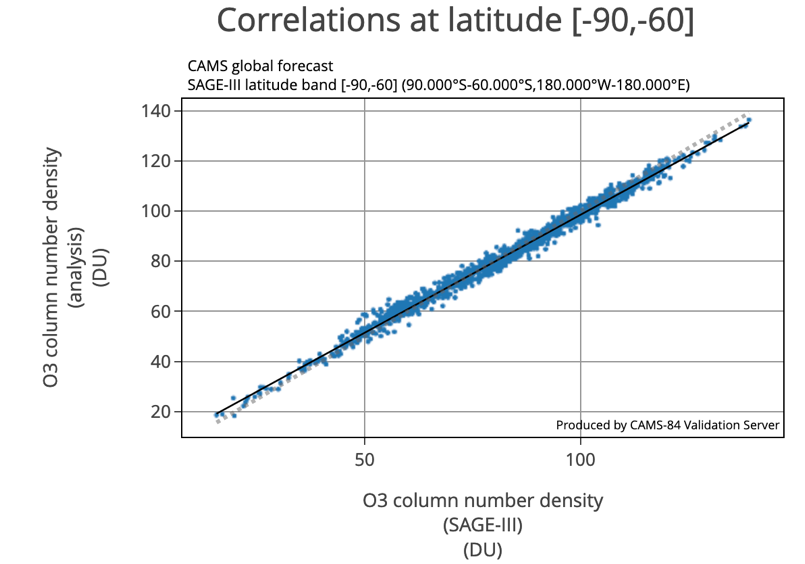 Correlations at latitude [-90,-60]
CAMS global forecast
SAGE-III latitude band [-90,-60] (90.000°S-60.000°S,180.000°W-180.000°E)
O3 column number density
(analysis)
(DU)
140
120
100
80
60
40
20
Produced by CAMS-84 Validation Server
50
100
O3 column number density
(SAGE-III)
(DU)